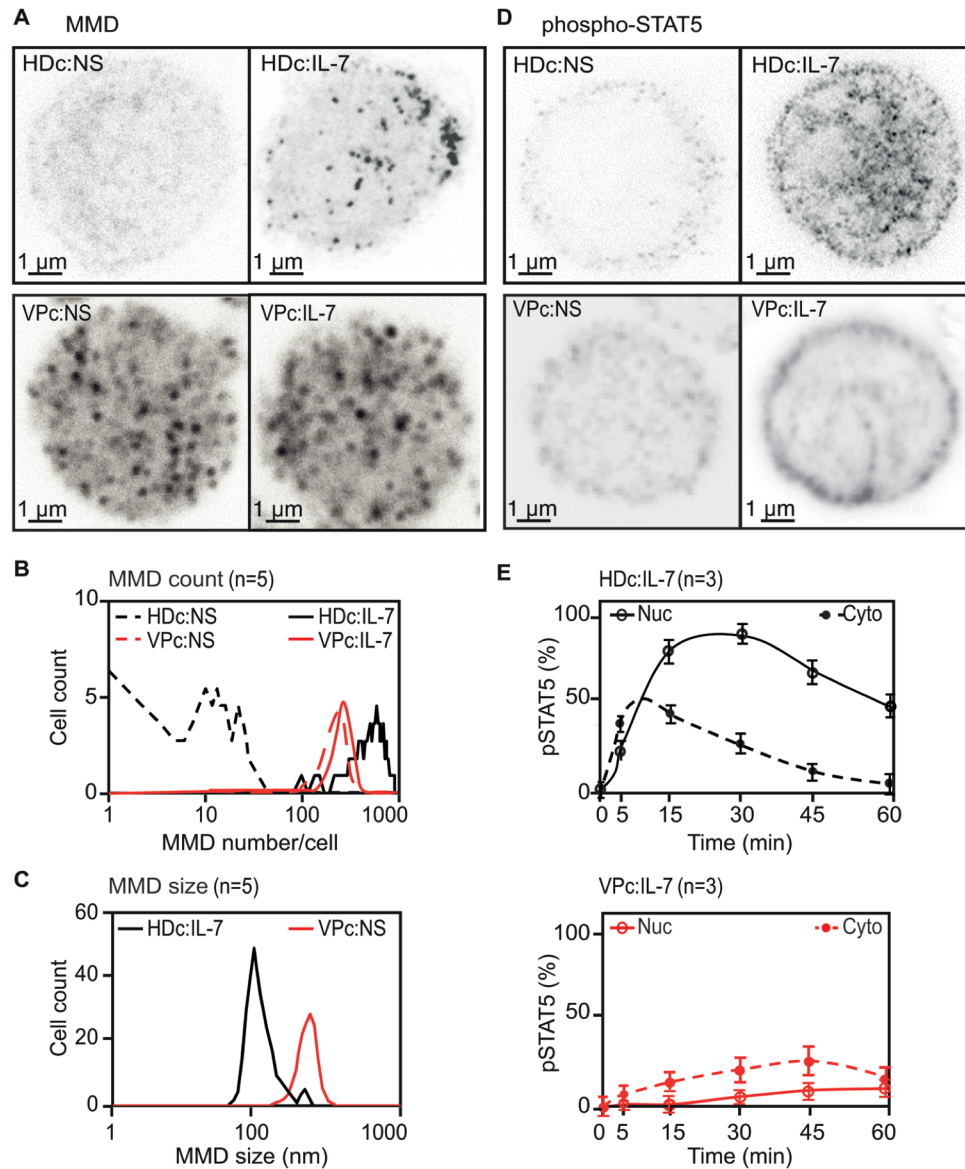 A MMD
HDc:NS HDc:IL-7
1 µm 1 µm
VPc:NS VPc:IL-7
1 µm 1 µm
D phospho-STAT5
HDc:NS HDc:IL-7
1 µm 1 µm
VPc:NS VPc:IL-7
1 µm 1 µm
B MMD count (n=5)
10
5
0
Cell count
HDc:NS HDc:IL-7
VPc:NS VPc:IL-7
1 10 100 1000
MMD number/cell
C MMD size (n=5)
60
40
20
0
Cell count
HDc:IL-7 VPc:NS
1 100 1000
MMD size (nm)
E HDc:IL-7 (n=3)
100
50
0
pSTAT5 (%)
Nuc Cyto
0 5 15 30 45 60
Time (min)
VPc:IL-7 (n=3)
100
50
0
pSTAT5 (%)
Nuc Cyto
0 5 15 30 45 60
Time (min)